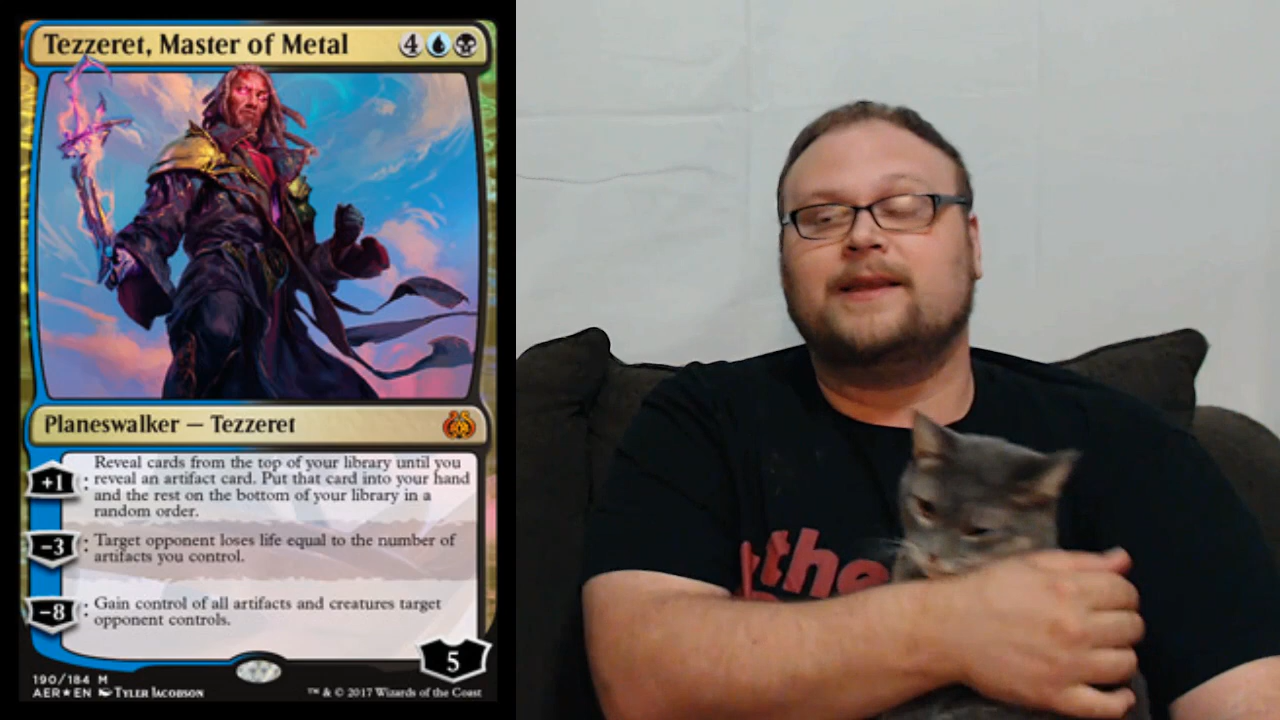 Tezzeret, Master of Metal 4
Planeswalker — Tezzeret
+1 : Reveal cards from the top of your library until you
reveal an artifact card. Put that card into your hand
and the rest on the bottom of your library in a
random order.
−3 : Target opponent loses life equal to the number of
artifacts you control.
−8 : Gain control of all artifacts and creatures target
opponent controls.
5
190/184 M
AER★EN Tyler Jacobson
™ & © 2017 Wizards of the Coast
the